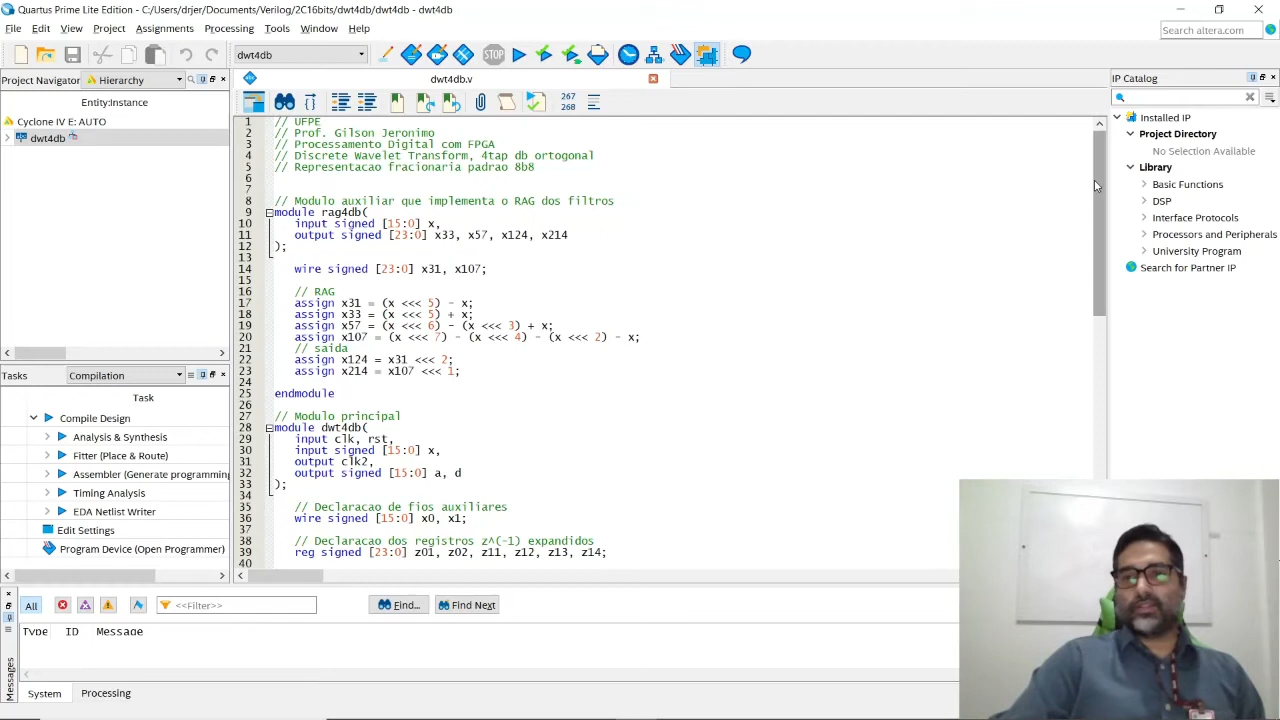 Quartus Prime Lite Edition - C:/Users/drjer/Documents/Verilog/2C16bits/dwt4db/dwt4db - dwt4db
File Edit View Project Assignments Processing Tools Window Help
Search altera.com
dwt4db
STOP
Project Navigator Hierarchy
dwt4db.v
IP Catalog
267
268
Entity:Instance
Cyclone IV E: AUTO
dwt4db
Installed IP
Project Directory
No Selection Available
Library
Basic Functions
DSP
Interface Protocols
Processors and Peripherals
University Program
Search for Partner IP
1 // UFPE
2 // Prof. Gilson Jeronimo
3 // Processamento Digital com FPGA
4 // Discrete Wavelet Transform, 4tap db ortogonal
5 // Representacao fracionaria padrao 8b8
6
7
8 // Modulo auxiliar que implementa o RAG dos filtros
9 module rag4db(
10 input signed [15:0] x,
11 output signed [23:0] x33, x57, x124, x214
12 );
13
14 wire signed [23:0] x31, x107;
15
16 // RAG
17 assign x31 = (x <<< 5) - x;
18 assign x33 = (x <<< 5) + x;
19 assign x57 = (x <<< 6) - (x <<< 3) + x;
20 assign x107 = (x <<< 7) - (x <<< 4) - (x <<< 2) - x;
21 // saida
22 assign x124 = x31 <<< 2;
23 assign x214 = x107 <<< 1;
24
25 endmodule
26
27 // Modulo principal
28 module dwt4db(
29 input clk, rst,
30 input signed [15:0] x,
31 output clk2,
32 output signed [15:0] a, d
33 );
34
35 // Declaracao de fios auxiliares
36 wire signed [15:0] x0, x1;
37
38 // Declaracao dos registros z^(-1) expandidos
39 reg signed [23:0] z01, z02, z11, z12, z13, z14;
40
Tasks Compilation
Task
Compile Design
Analysis & Synthesis
Fitter (Place & Route)
Assembler (Generate programming
Timing Analysis
EDA Netlist Writer
Edit Settings
Program Device (Open Programmer)
All <<Filter>> Find... Find Next
Type ID Message
Messages
System Processing